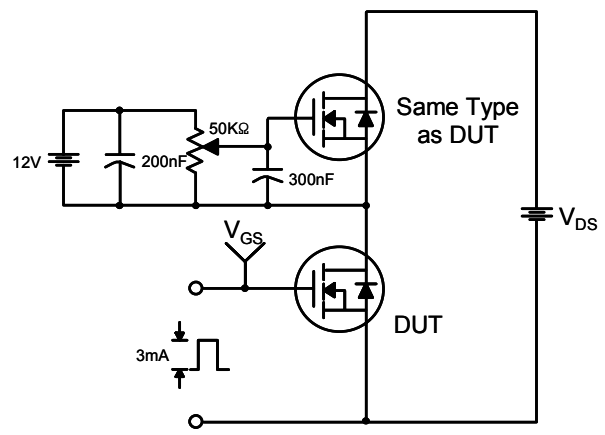 50KΩ
Same Type
as DUT
12V
200nF
300nF
V_GS
V_DS
DUT
3mA